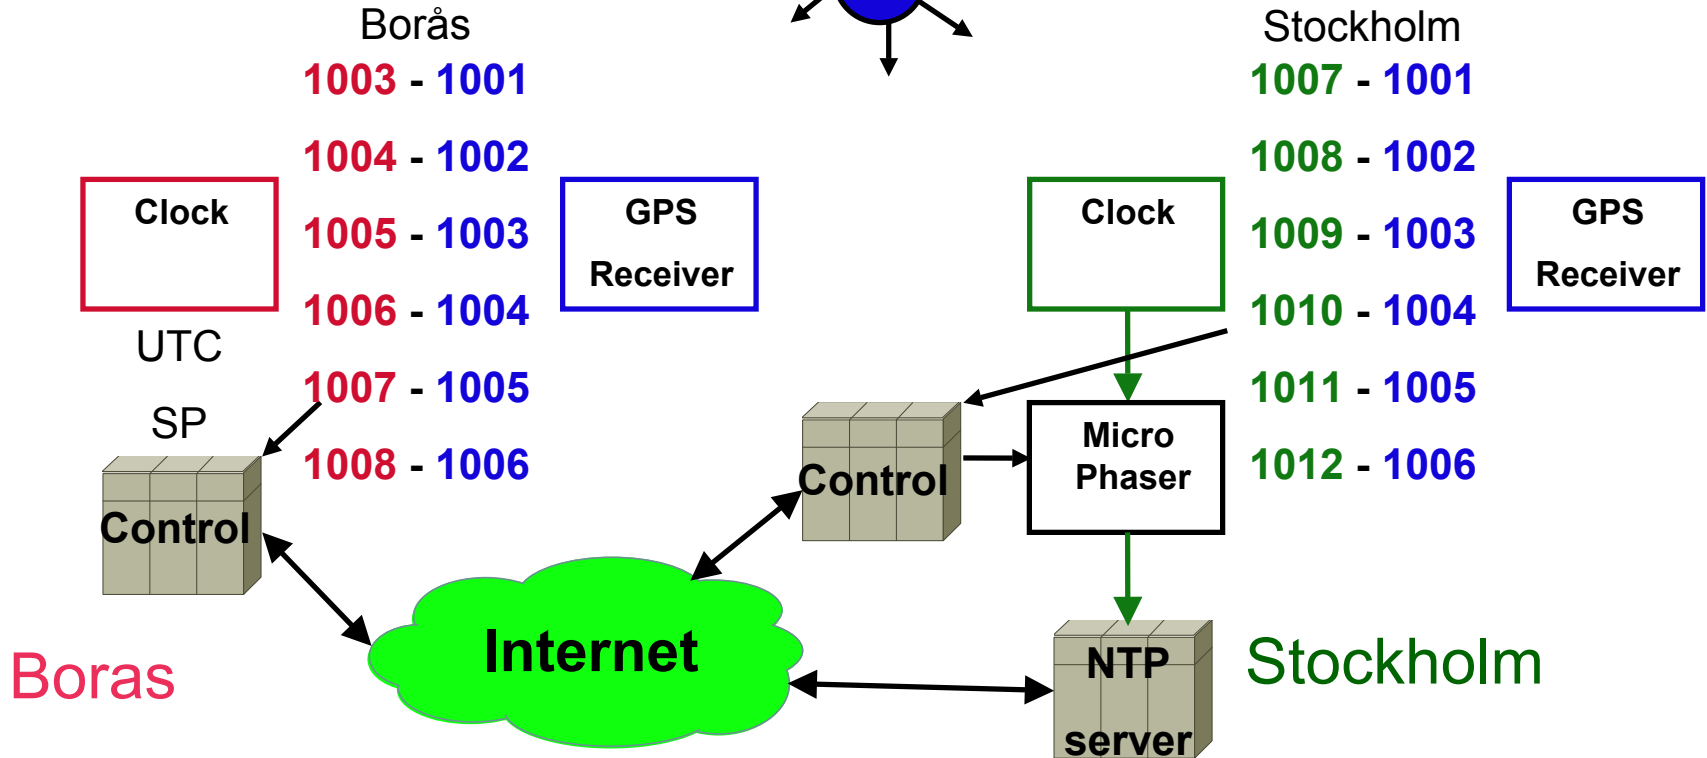 Borås
1003 - 1001
1004 - 1002
1005 - 1003
1006 - 1004
1007 - 1005
1008 - 1006
Clock
UTC
SP
GPS
Receiver
Control
Boras
Internet
Control
Stockholm
1007 - 1001
1008 - 1002
1009 - 1003
1010 - 1004
1011 - 1005
1012 - 1006
Clock
GPS
Receiver
Micro
Phaser
NTP
server
Stockholm